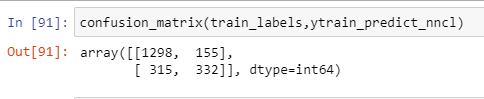 In [91]: confusion_matrix(train_labels,ytrain_predict_nncl)
Out[91]: array([[1298,  155],
       [ 315,  332]], dtype=int64)